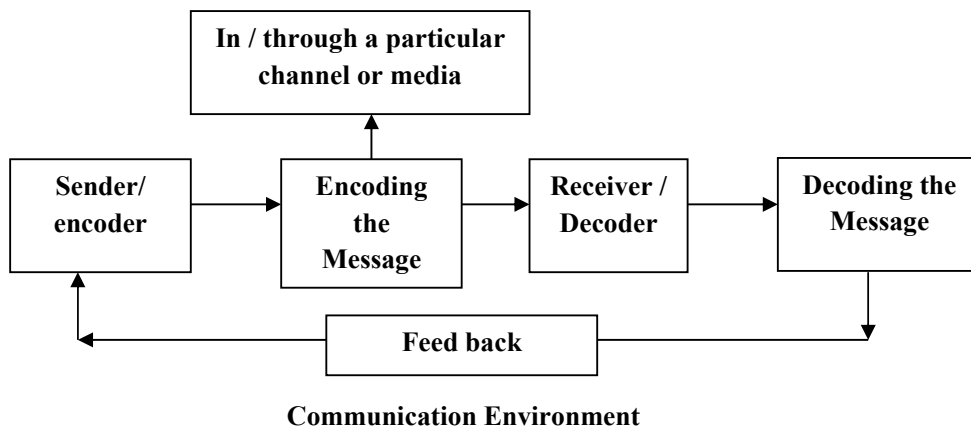 In / through a particular
channel or media
Sender/
encoder
Encoding
the
Message
Receiver /
Decoder
Decoding the
Message
Feed back
Communication Environment